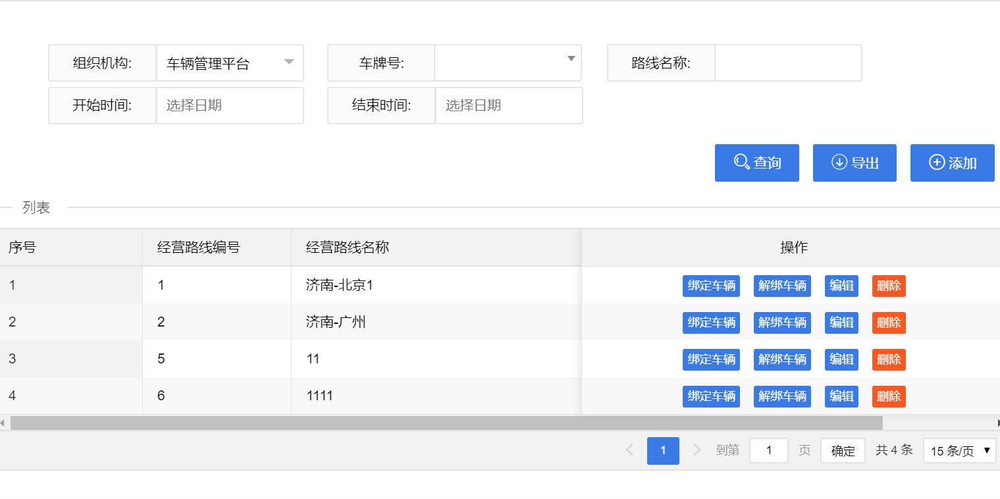 组织机构: 车辆管理平台 车牌号: 路线名称:
开始时间: 选择日期 结束时间: 选择日期
查询 导出 添加
列表
序号 经营路线编号 经营路线名称 操作
1 1 济南-北京1 绑定车辆 解绑车辆 编辑 删除
2 2 济南-广州 绑定车辆 解绑车辆 编辑 删除
3 5 11 绑定车辆 解绑车辆 编辑 删除
4 6 1111 绑定车辆 解绑车辆 编辑 删除
1 到第 1 页 确定 共 4 条 15 条/页